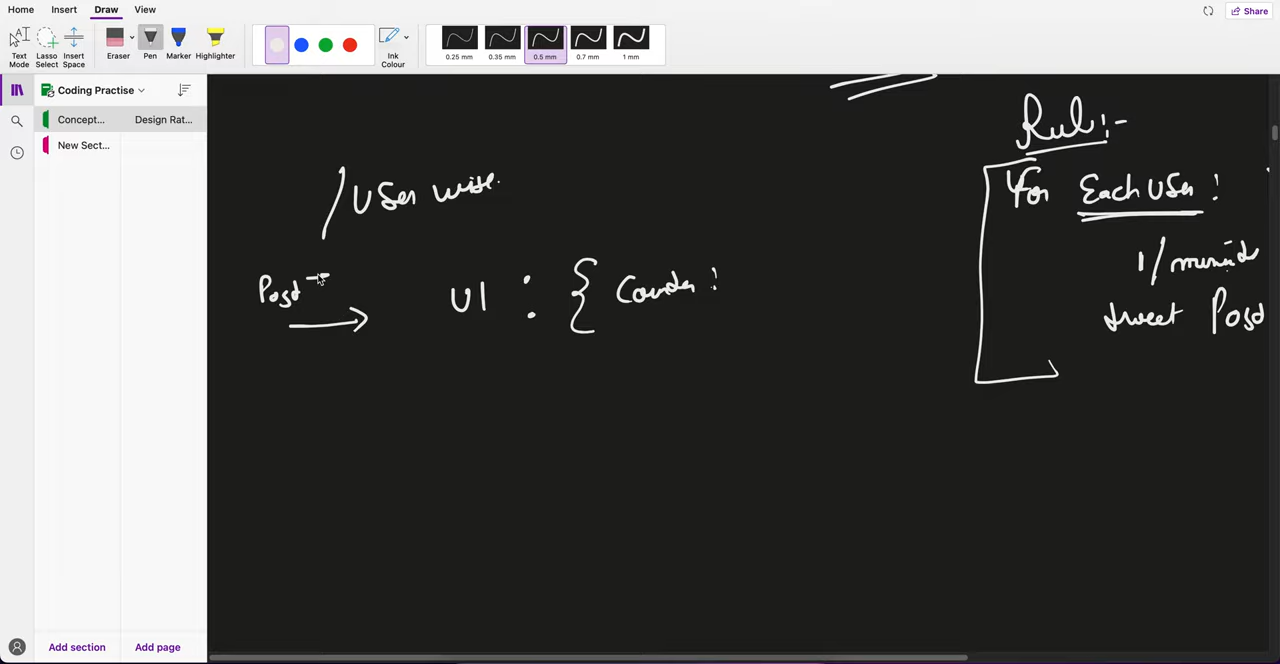 Home Insert Draw View
Share
Text Mode
Lasso Select
Insert Space
Eraser
Pen
Marker
Highlighter
Ink Colour
0.25 mm
0.35 mm
0.5 mm
0.7 mm
1 mm
Coding Practise
Concept... Design Rat...
New Sect...
Rule:-
For Each User!
1/minute
tweet Post
User wise.
Post
U1 : { Counter !
Add section Add page